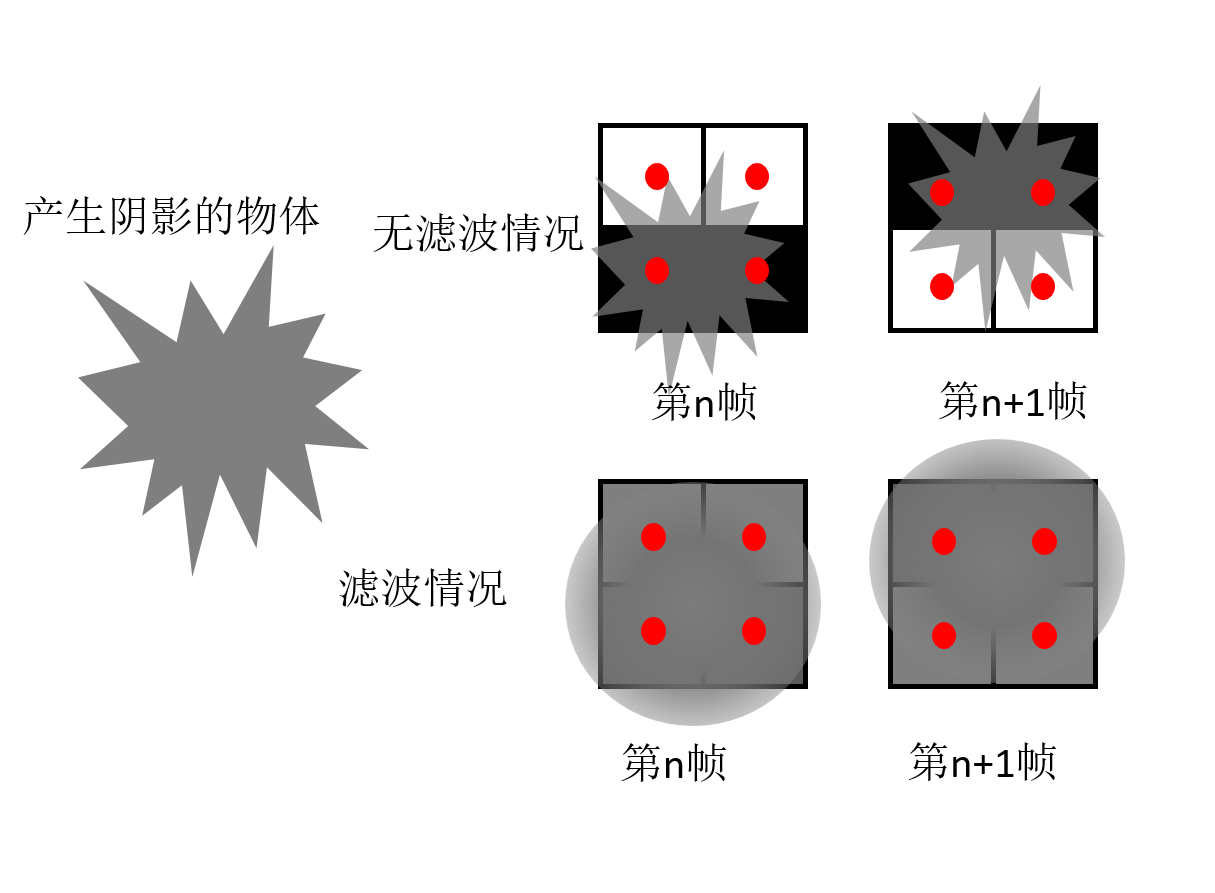 产生阴影的物体
无滤波情况
第n帧
第n+1帧
滤波情况
第n帧
第n+1帧